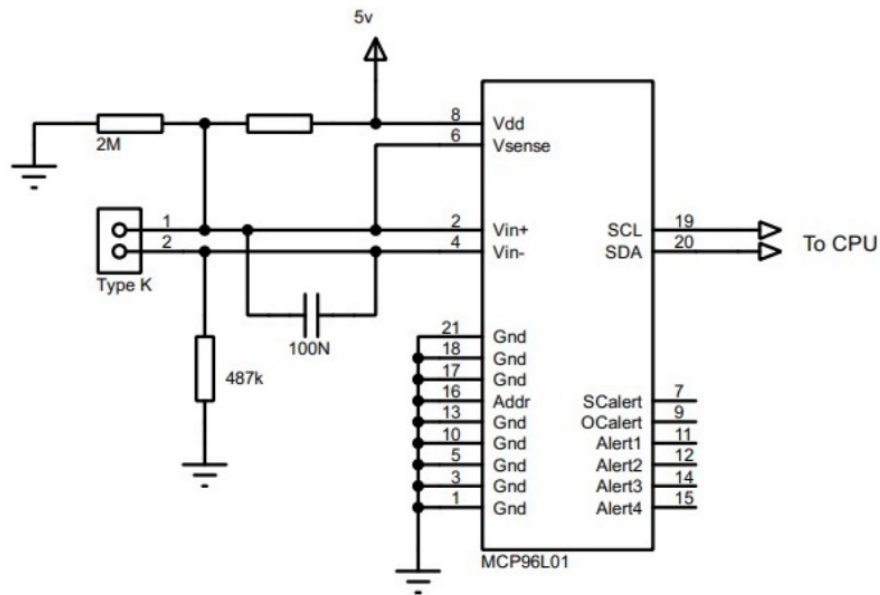 5v
8 Vdd
2M
6 Vsense
1 2 Vin+ SCL 19
2 4 Vin- SDA 20 To CPU
Type K
100N
21 Gnd
18 Gnd
487k
17 Gnd
16 Addr SCalert 7
13 Gnd OCalert 9
10 Gnd Alert1 11
5 Gnd Alert2 12
3 Gnd Alert3 14
1 Gnd Alert4 15
MCP96L01